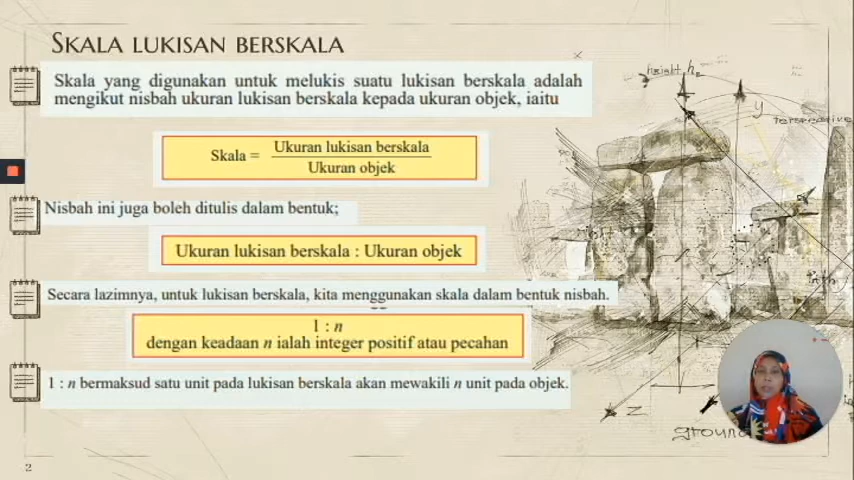 SKALA LUKISAN BERSKALA
Skala yang digunakan untuk melukis suatu lukisan berskala adalah
mengikut nisbah ukuran lukisan berskala kepada ukuran objek, iaitu
Skala = Ukuran lukisan berskala
Ukuran objek
Nisbah ini juga boleh ditulis dalam bentuk;
Ukuran lukisan berskala : Ukuran objek
Secara lazimnya, untuk lukisan berskala, kita menggunakan skala dalam bentuk nisbah.
1 : n
dengan keadaan n ialah integer positif atau pecahan
1 : n bermaksud satu unit pada lukisan berskala akan mewakili n unit pada objek.
y
Z
ground
2